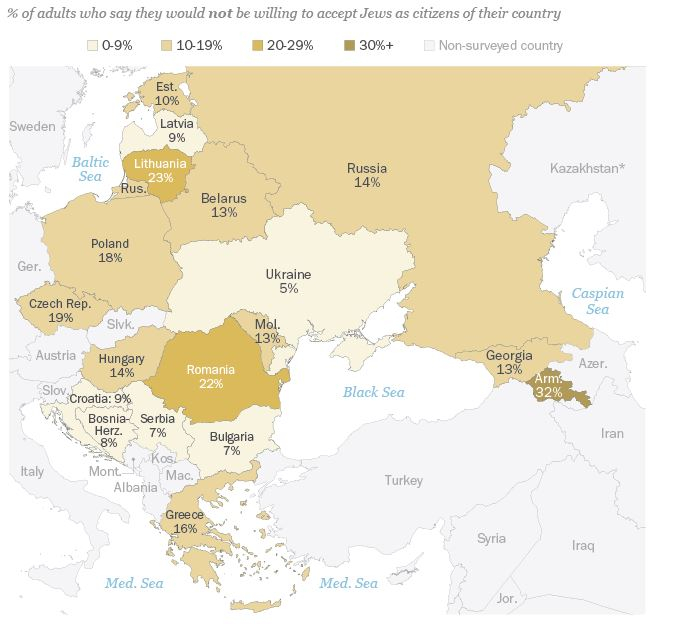 % of adults who say they would not be willing to accept Jews as citizens of their country
0-9% 10-19% 20-29% 30%+ Non-surveyed country
Est.
10%
Sweden
Latvia
9%
Baltic
Sea
Lithuania
23%
Russia
14%
Kazakhstan*
Rus.
Belarus
13%
Poland
18%
Ger.
Ukraine
5%
Caspian
Sea
Czech Rep.
19%
Slvk.
Mol.
13%
Austria
Hungary
14%
Romania
22%
Georgia
13%
Azer.
Arm.
32%
Slov.
Croatia: 9%
Black Sea
Bosnia-
Herz.
8%
Serbia
7%
Bulgaria
7%
Iran
Italy
Kos.
Mont.
Mac.
Albania
Turkey
Greece
16%
Syria
Iraq
Med. Sea
Med. Sea
Jor.